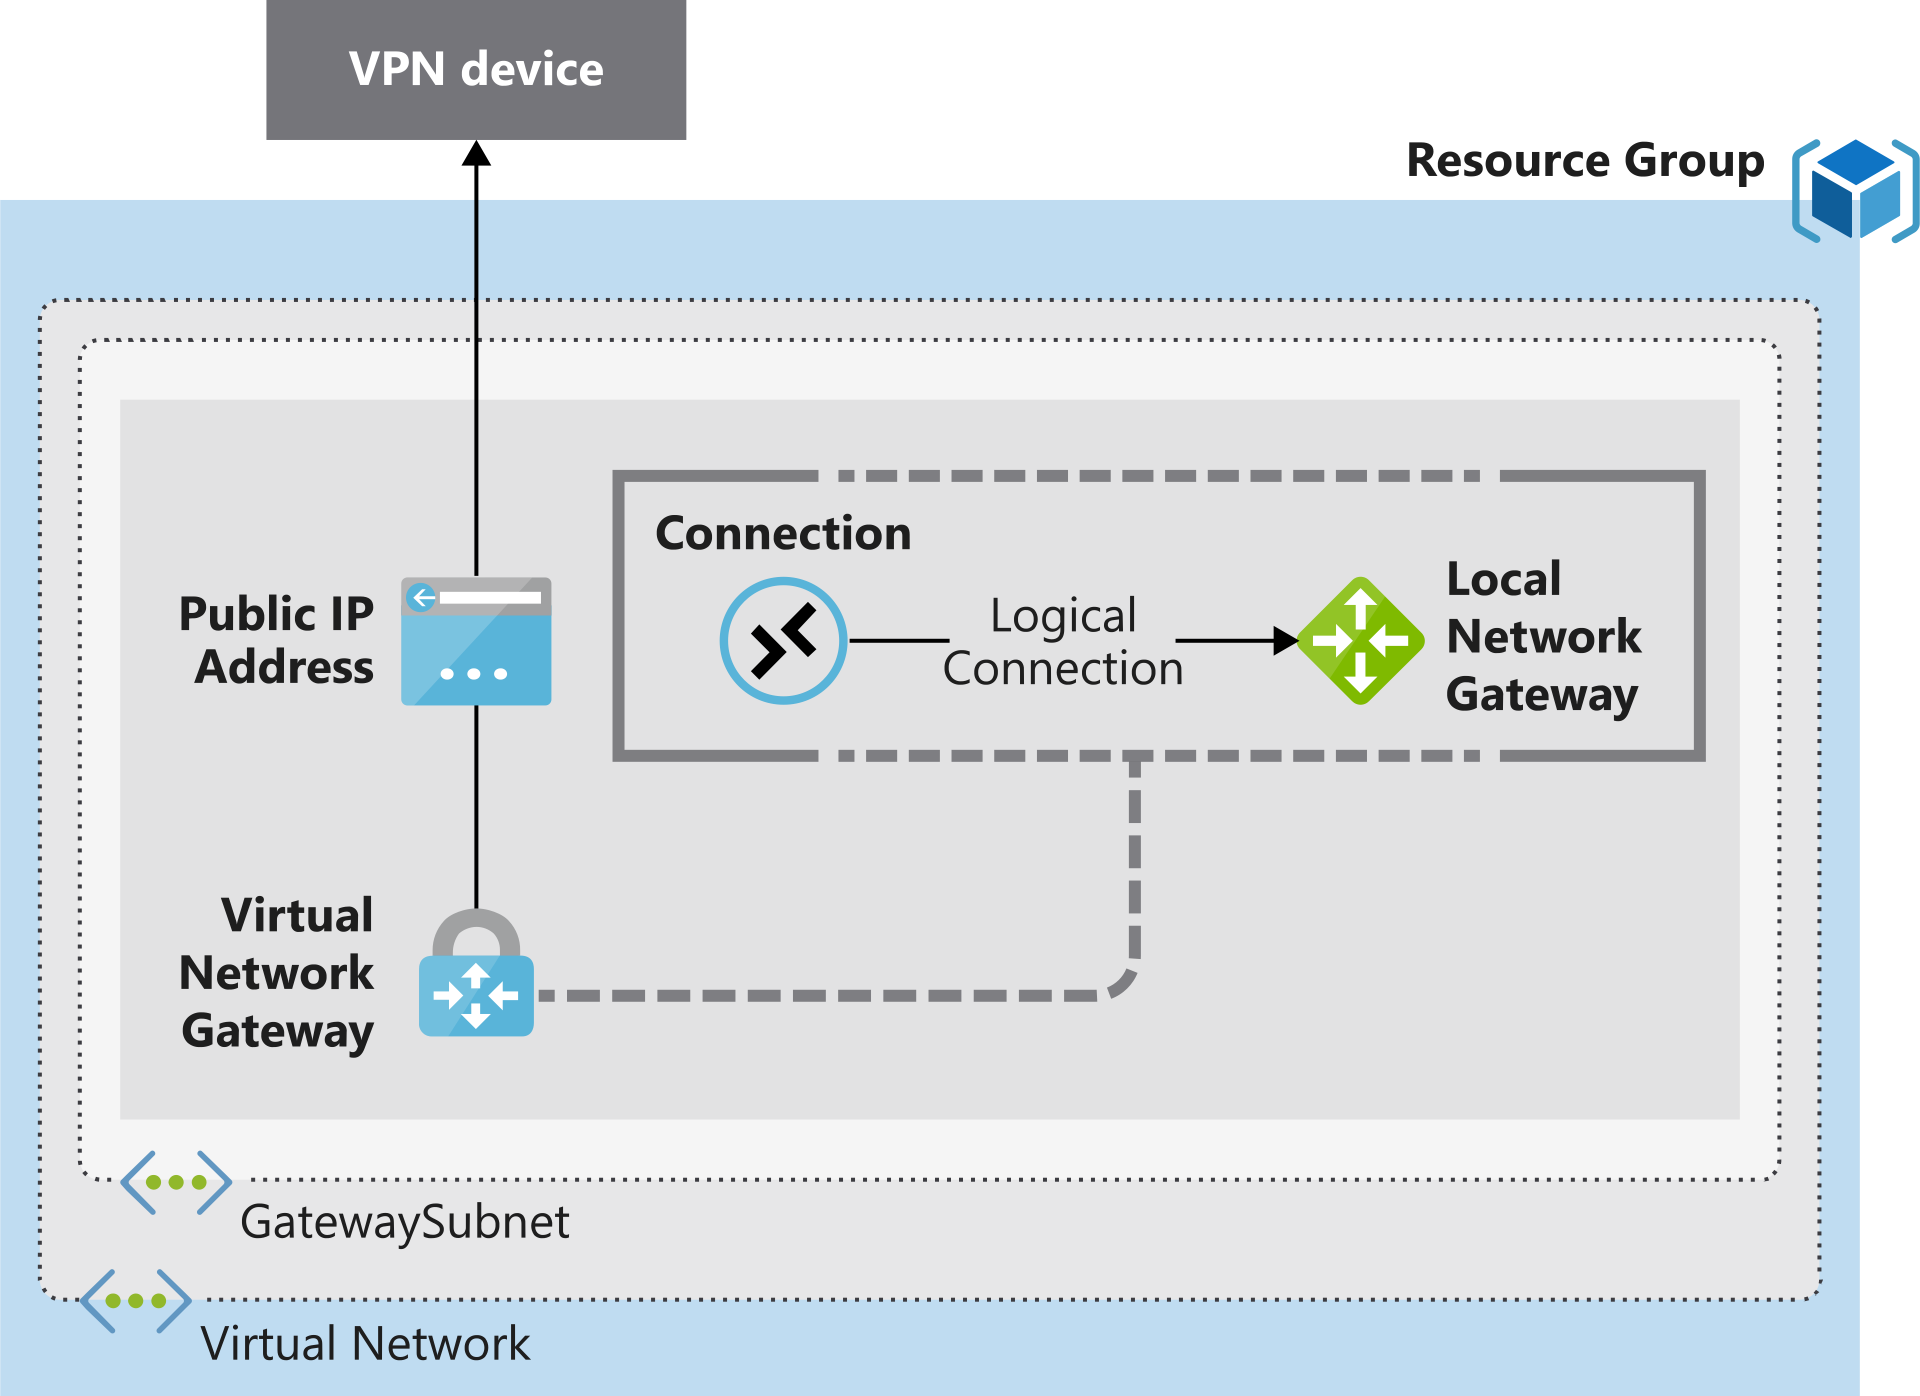 VPN device
Resource Group
Connection
Public IP
Address
Logical
Connection
Local
Network
Gateway
Virtual
Network
Gateway
GatewaySubnet
Virtual Network